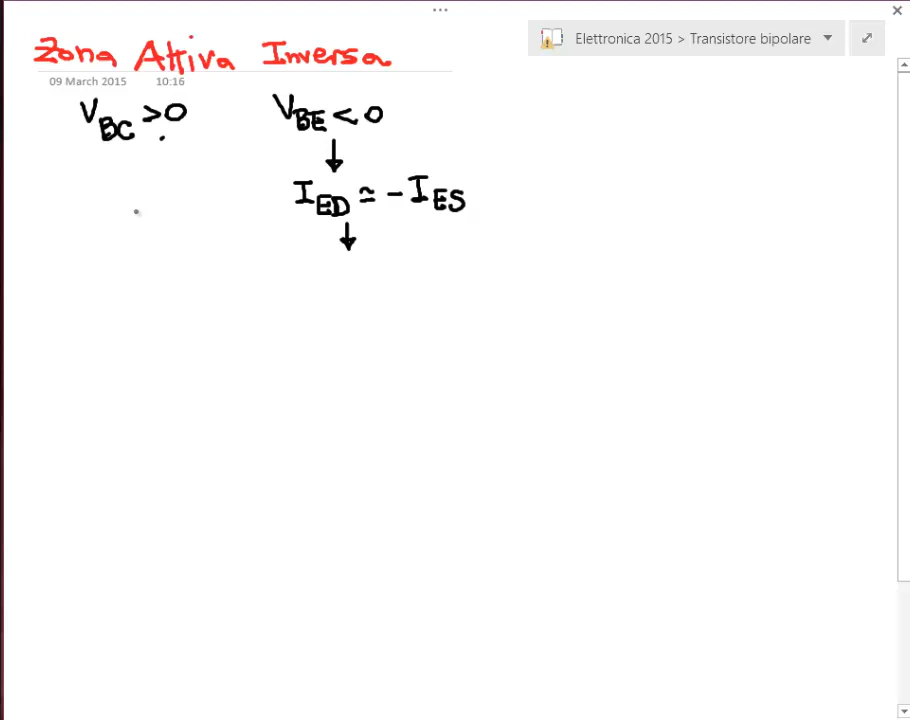 Elettronica 2015 > Transistore bipolare
Zona Attiva Inversa
09 March 2015 10:16
V_BC >0 V_BE < 0
↓
I_ED ≃ - I_ES
↓